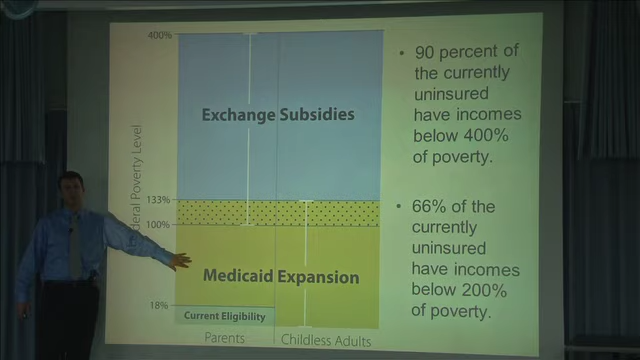 400%
Exchange Subsidies
133%
100%
Federal Poverty Level
Medicaid Expansion
18%
Current Eligibility
Parents
Childless Adults
• 90 percent of
the currently
uninsured
have incomes
below 400%
of poverty.
• 66% of the
currently
uninsured
have incomes
below 200%
of poverty.